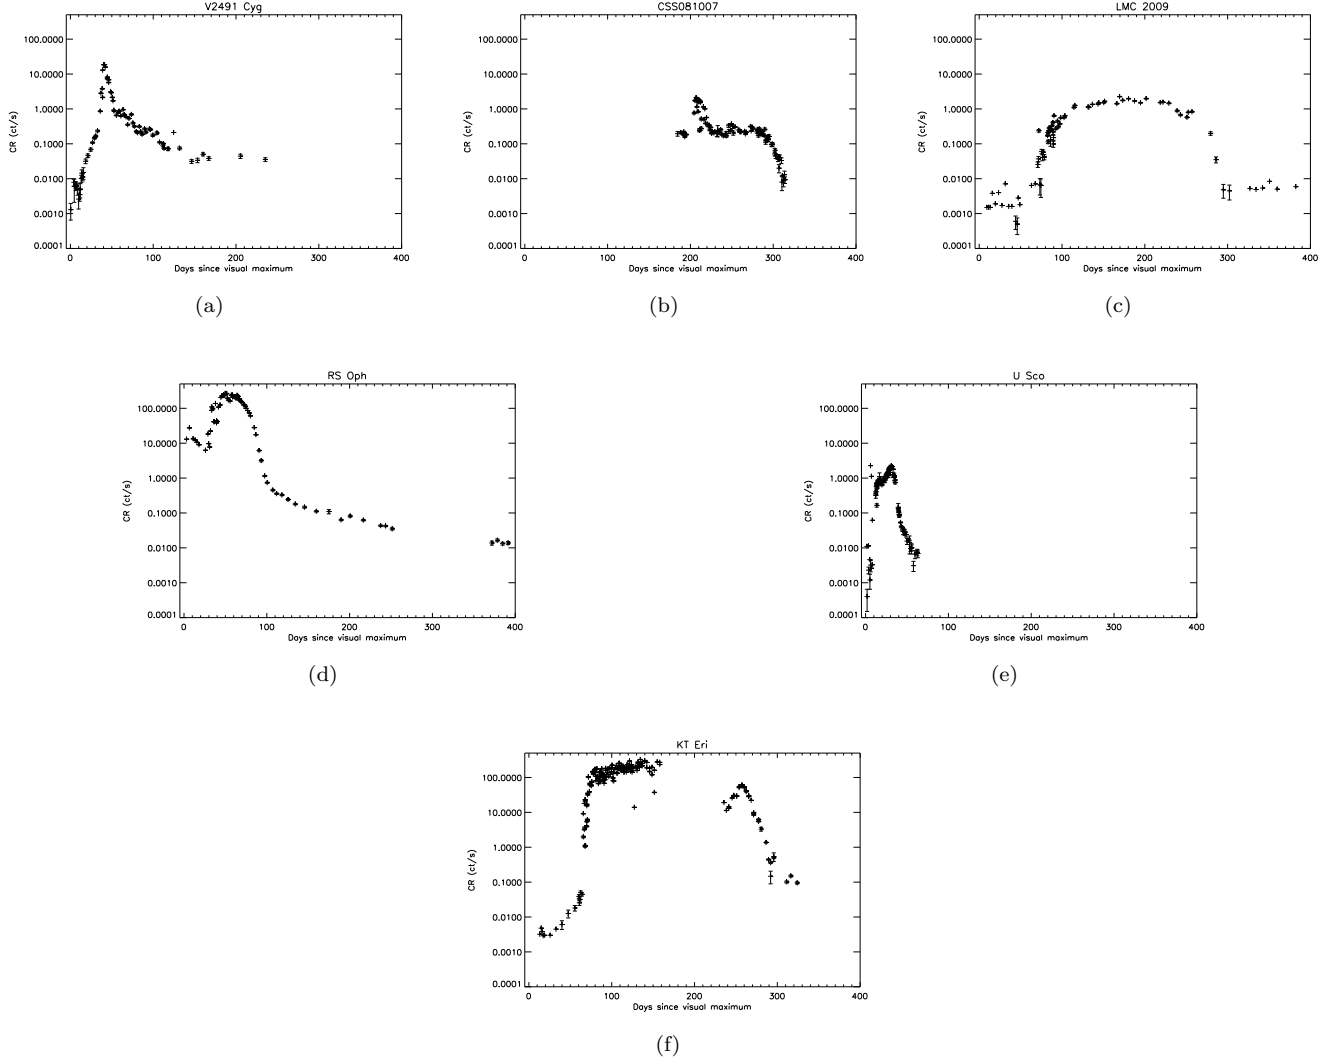 V2491 Cyg
CR (ct/s)
100.0000
10.0000
1.0000
0.1000
0.0100
0.0010
0.0001
0 100 200 300 400
Days since visual maximum
(a)
CSS081007
CR (ct/s)
100.0000
10.0000
1.0000
0.1000
0.0100
0.0010
0.0001
0 100 200 300 400
Days since visual maximum
(b)
LMC 2009
CR (ct/s)
100.0000
10.0000
1.0000
0.1000
0.0100
0.0010
0.0001
0 100 200 300 400
Days since visual maximum
(c)
RS Oph
CR (ct/s)
100.0000
10.0000
1.0000
0.1000
0.0100
0.0010
0.0001
0 100 200 300 400
Days since visual maximum
(d)
U Sco
CR (ct/s)
100.0000
10.0000
1.0000
0.1000
0.0100
0.0010
0.0001
0 100 200 300 400
Days since visual maximum
(e)
KT Eri
CR (ct/s)
100.0000
10.0000
1.0000
0.1000
0.0100
0.0010
0.0001
0 100 200 300 400
Days since visual maximum
(f)